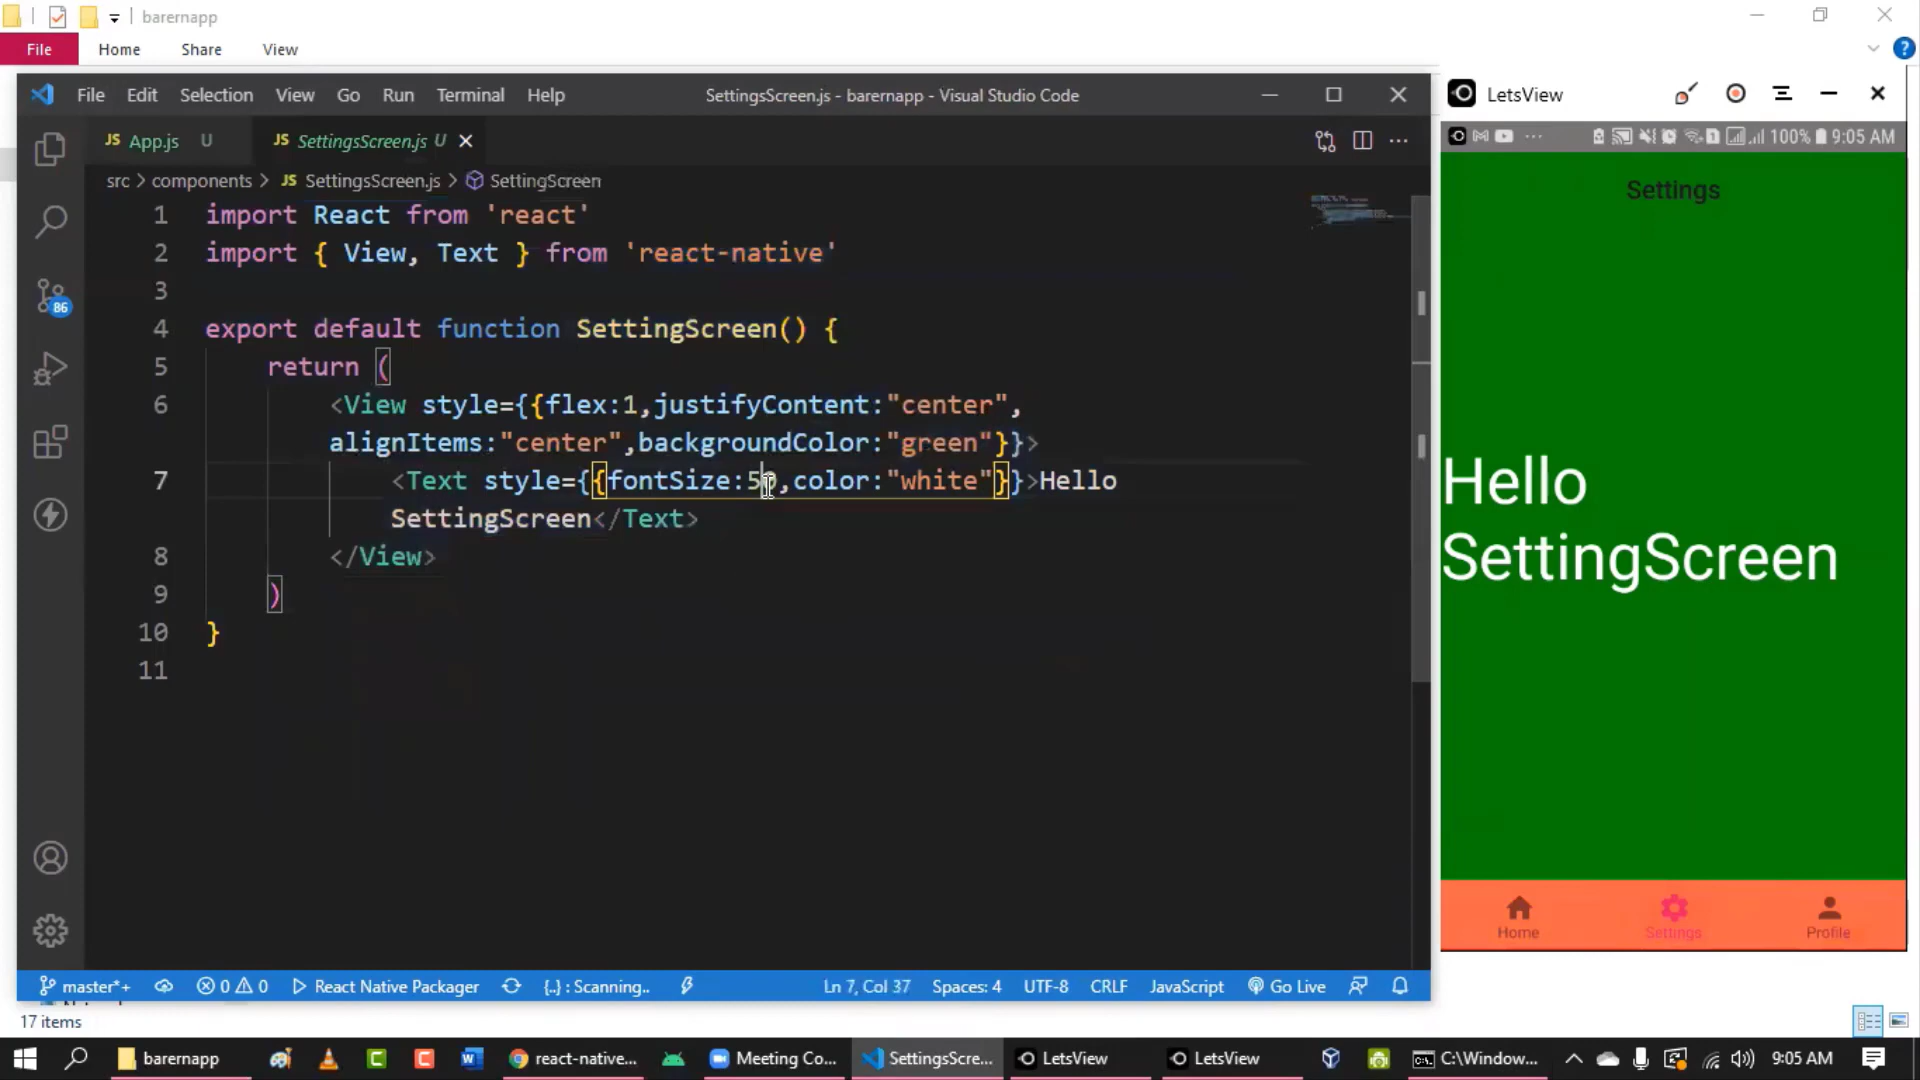 barernapp
File Home Share View
File Edit Selection View Go Run Terminal Help
SettingsScreen.js - barernapp - Visual Studio Code
JS App.js U
JS SettingsScreen.js U
src > components > JS SettingsScreen.js > SettingScreen
1 import React from 'react'
2 import { View, Text } from 'react-native'
3
4 export default function SettingScreen() {
5 return (
6 <View style={{flex:1,justifyContent:"center",
alignItems:"center",backgroundColor:"green"}}>
7 <Text style={{fontSize:50,color:"white"}}>Hello
SettingScreen</Text>
8 </View>
9 )
10 }
11
86
master*+ 0 0 React Native Packager {..} : Scanning.. Ln 7, Col 37 Spaces: 4 UTF-8 CRLF JavaScript Go Live
LetsView
100% 9:05 AM
Settings
Hello
SettingScreen
Home Settings Profile
17 items
barernapp
react-native...
Meeting Co...
SettingsScre...
LetsView
LetsView
C:\Window...
9:05 AM